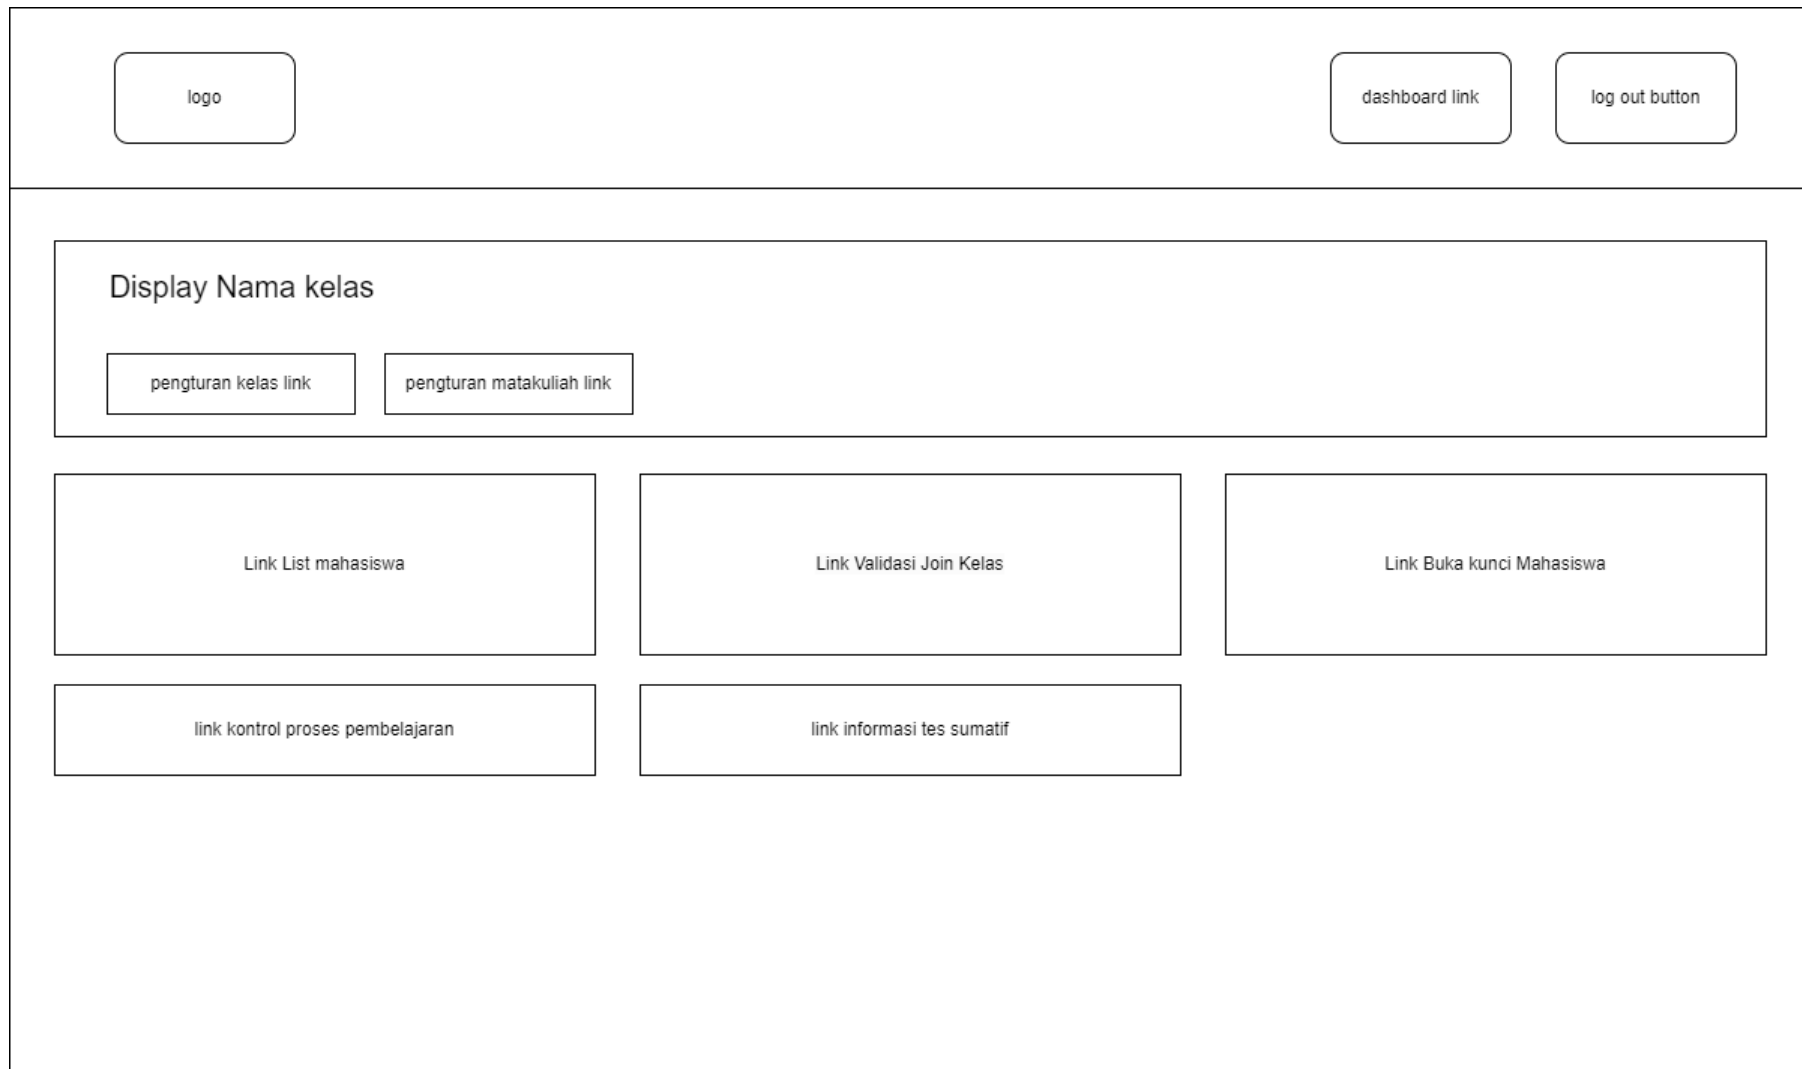 logo
dashboard link
log out button
Display Nama kelas
pengturan kelas link
pengturan matakuliah link
Link List mahasiswa
Link Validasi Join Kelas
Link Buka kunci Mahasiswa
link kontrol proses pembelajaran
link informasi tes sumatif